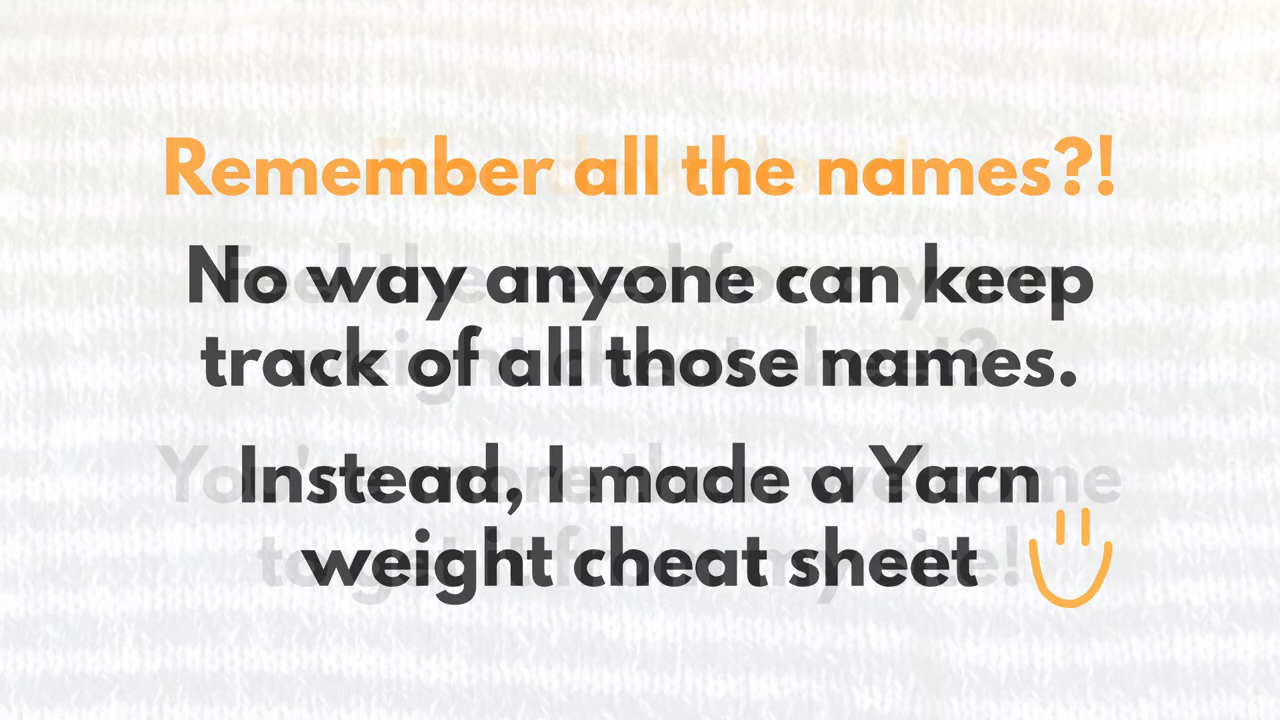 Remember all the names?!
No way anyone can keep
track of all those names.
Instead, I made a Yarn
weight cheat sheet